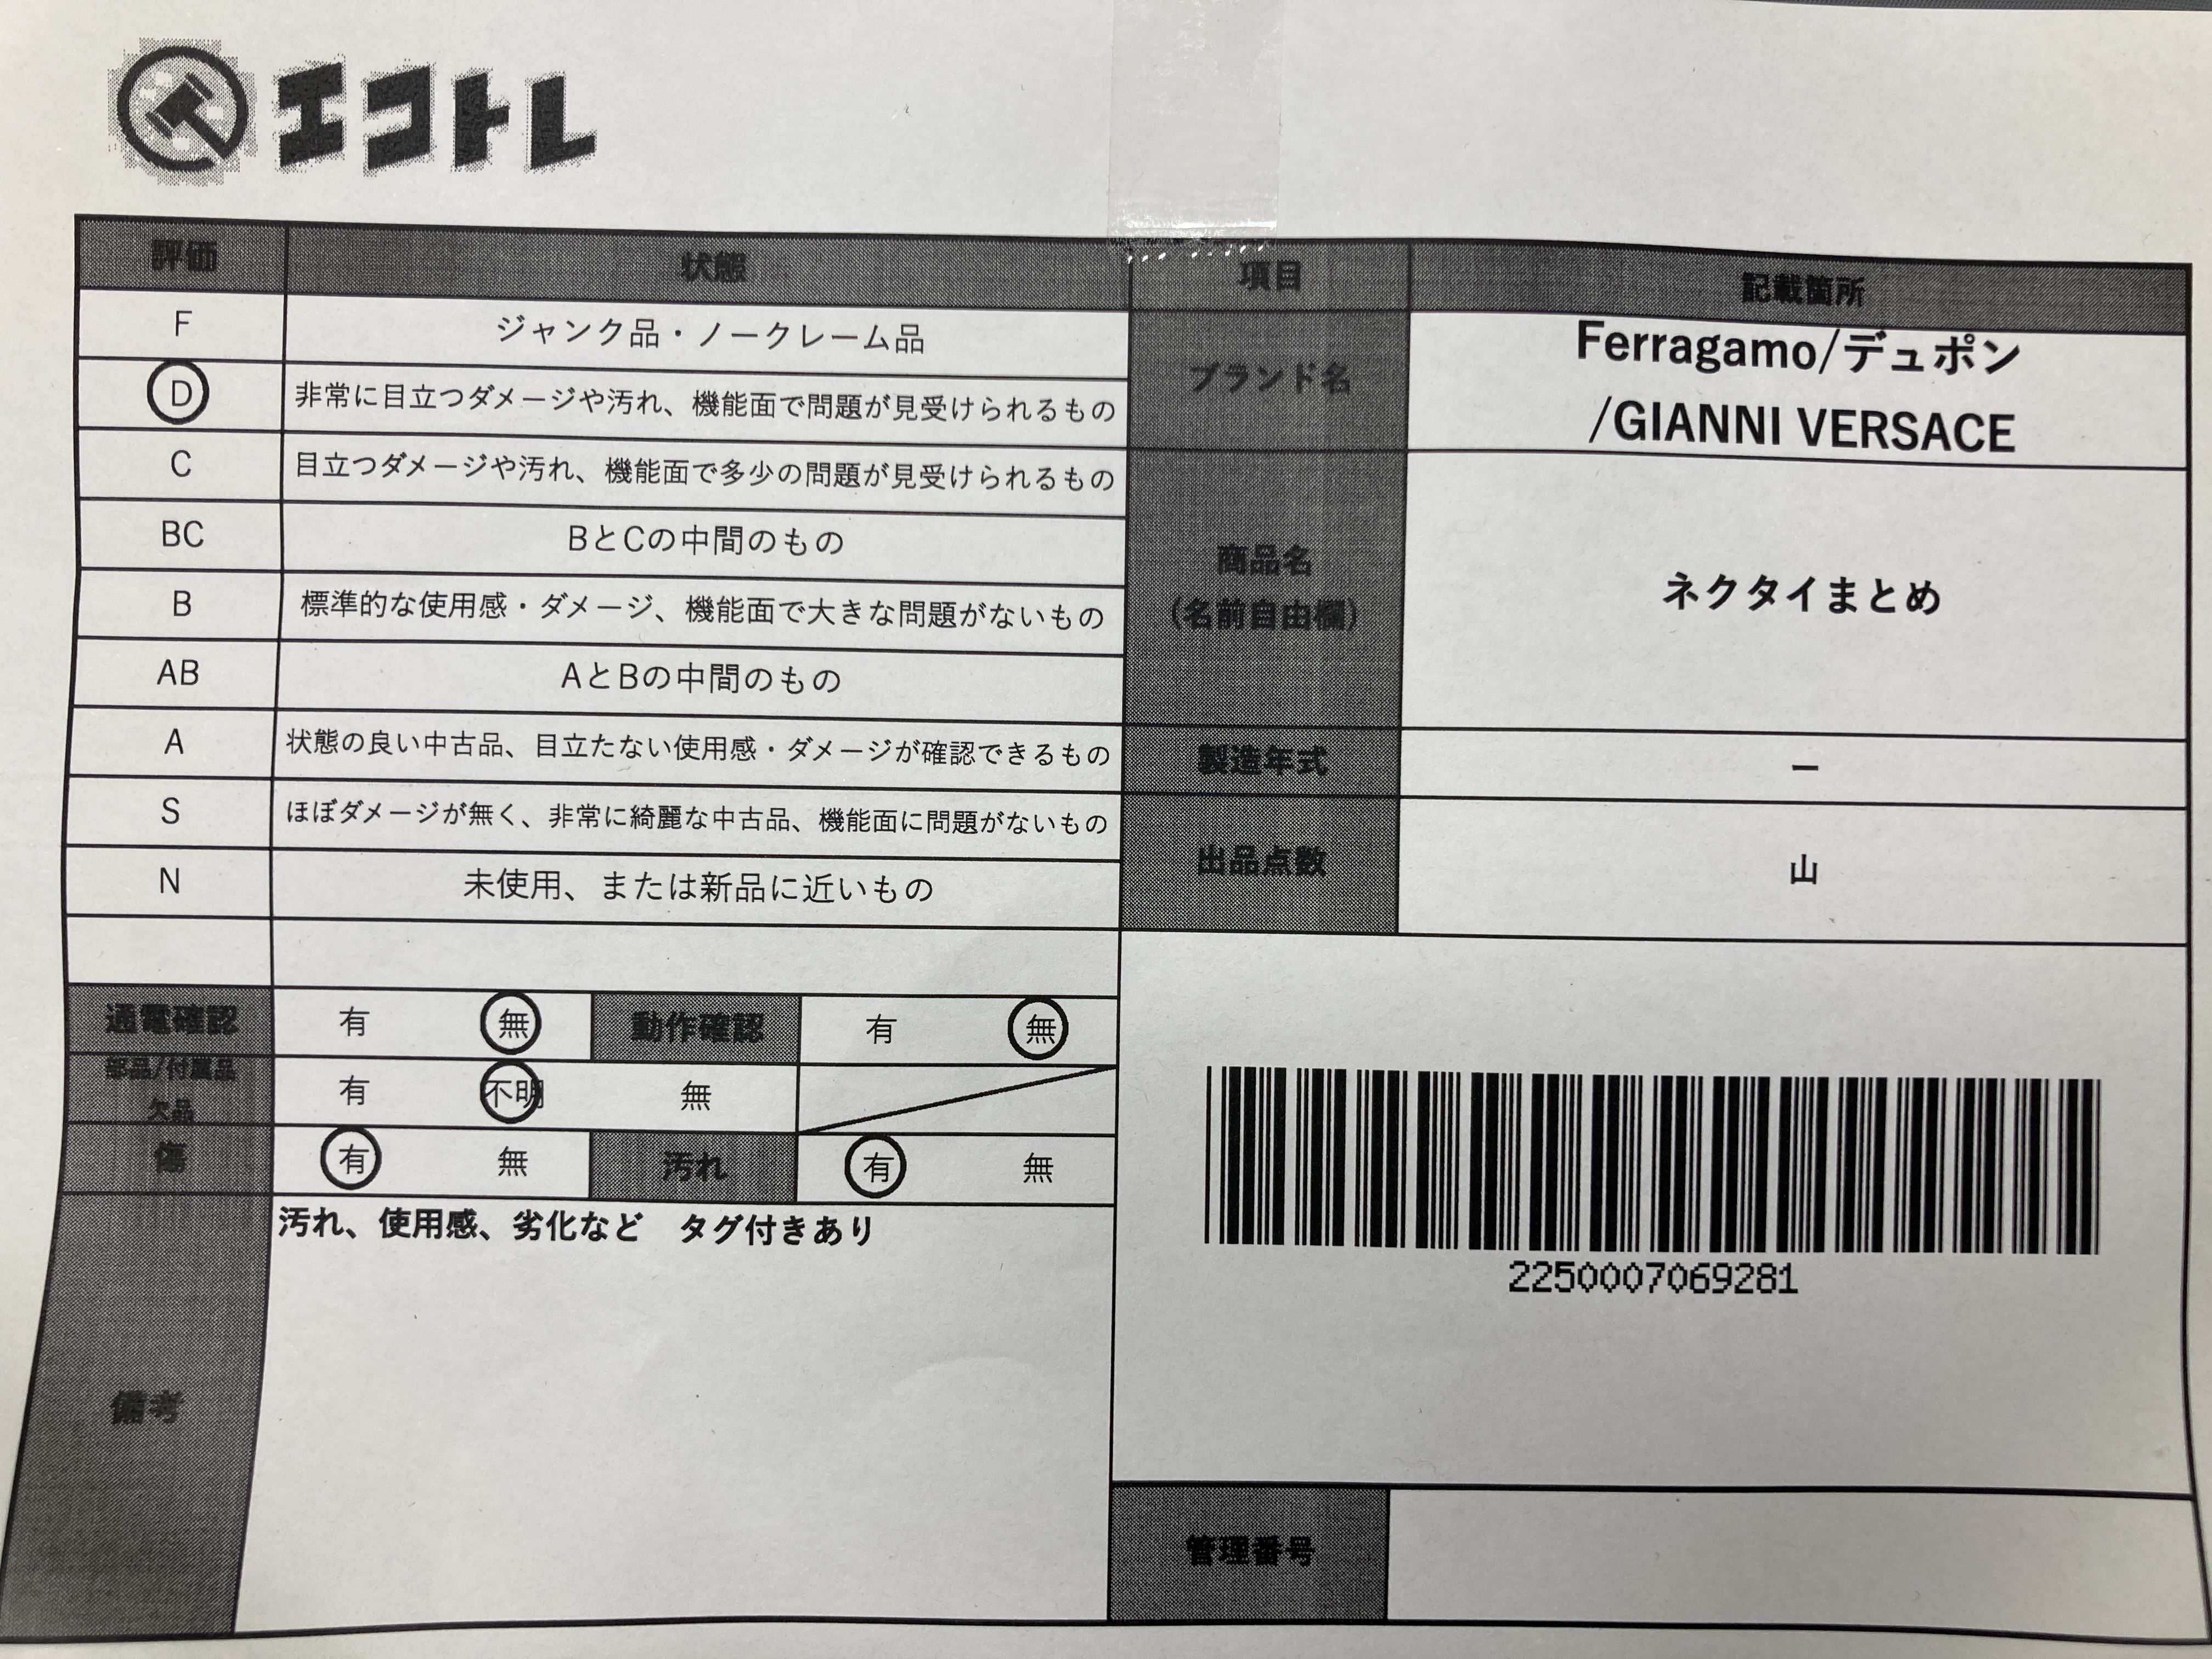 エコトレ
評価 状態 項目 記載箇所
F ジャンク品・ノークレーム品
D 非常に目立つダメージや汚れ、機能面で問題が見受けられるもの
C 目立つダメージや汚れ、機能面で多少の問題が見受けられるもの
BC BとCの中間のもの
B 標準的な使用感・ダメージ、機能面で大きな問題がないもの
AB AとBの中間のもの
A 状態の良い中古品、目立たない使用感・ダメージが確認できるもの
S ほぼダメージが無く、非常に綺麗な中古品、機能面に問題がないもの
N 未使用、または新品に近いもの
ブランド名
Ferragamo/デュポン
/GIANNI VERSACE
商品名
(名前自由欄)
ネクタイまとめ
製造年式 ー
出品点数 山
通電確認 有 無 動作確認 有 無
部品/付属品
欠品
有 不明 無
傷 有 無 汚れ 有 無
備考
汚れ、使用感、劣化など タグ付きあり
2250007069281
管理番号